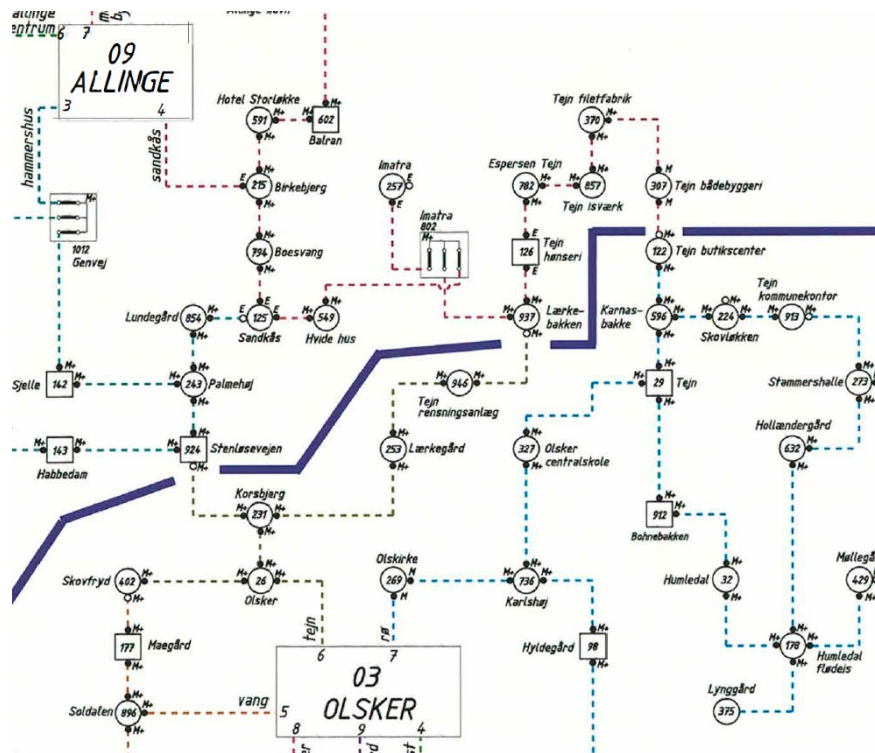 allinge
entrum
6
7
09
ALLINGE
3
4
hammershus
sandkås
Hotel Storløkke
591
M+
602
Balran
Tejn filetfabrik
370
Espersen Tejn
782
857
Tejn isværk
307
Tejn bådebyggeri
Imatra
257
E
215
Birkebjerg
794
Boesvang
Imatra
802
126
Tejn
hønseri
122
Tejn butikscenter
1012
Genvej
Lundegård
854
125
Sandkås
549
Hvide hus
937
Lærke-
bakken
Karnas-
bakke
596
224
Skovløkken
Tejn
kommunekontor
913
Sjelle
142
243
Palmehøj
946
Tejn
rensningsanlæg
29
Tejn
Stammershalle
273
Hollændergård
632
143
Habbedam
924
Stenløsevejen
253
Lærkegård
327
Olsker
centralskole
Korsbjerg
231
912
Bohnebakken
Skovfryd
402
26
Olsker
Olskirke
269
M
736
Karlshøj
Humledal
32
Møllegå
429
177
Maegård
tejn
6
rø
7
Hyldegård
98
178
Humledal
flødeis
03
OLSKER
vang
5
8
9
4
Soldalen
896
Lynggård
375